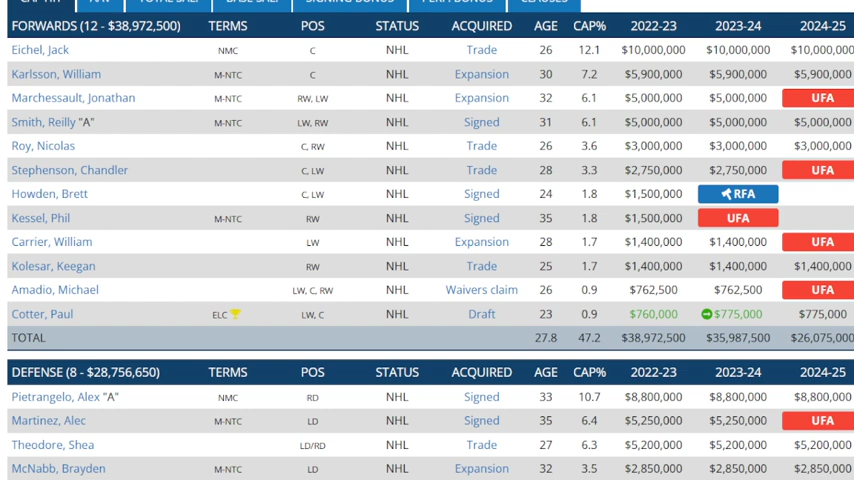 CAP HIT AAV TOTAL SAL. BASE SAL. SIGNING BONUS PERF BONUS CLAUSES
FORWARDS (12 - $38,972,500) TERMS POS STATUS ACQUIRED AGE CAP% 2022-23 2023-24 2024-25
Eichel, Jack NMC C NHL Trade 26 12.1 $10,000,000 $10,000,000 $10,000,000
Karlsson, William M-NTC C NHL Expansion 30 7.2 $5,900,000 $5,900,000 $5,900,000
Marchessault, Jonathan M-NTC RW, LW NHL Expansion 32 6.1 $5,000,000 $5,000,000 UFA
Smith, Reilly "A" M-NTC LW, RW NHL Signed 31 6.1 $5,000,000 $5,000,000 $5,000,000
Roy, Nicolas C, RW NHL Trade 26 3.6 $3,000,000 $3,000,000 $3,000,000
Stephenson, Chandler C, LW NHL Trade 28 3.3 $2,750,000 $2,750,000 UFA
Howden, Brett C, LW NHL Signed 24 1.8 $1,500,000 RFA
Kessel, Phil M-NTC RW NHL Signed 35 1.8 $1,500,000 UFA
Carrier, William LW NHL Expansion 28 1.7 $1,400,000 $1,400,000 UFA
Kolesar, Keegan RW NHL Trade 25 1.7 $1,400,000 $1,400,000 $1,400,000
Amadio, Michael LW, C, RW NHL Waivers claim 26 0.9 $762,500 $762,500 UFA
Cotter, Paul ELC LW, C NHL Draft 23 0.9 $760,000 $775,000 $775,000
TOTAL 27.8 47.2 $38,972,500 $35,987,500 $26,075,000
DEFENSE (8 - $28,756,650) TERMS POS STATUS ACQUIRED AGE CAP% 2022-23 2023-24 2024-25
Pietrangelo, Alex "A" NMC RD NHL Signed 33 10.7 $8,800,000 $8,800,000 $8,800,000
Martinez, Alec M-NTC LD NHL Signed 35 6.4 $5,250,000 $5,250,000 UFA
Theodore, Shea LD/RD NHL Trade 27 6.3 $5,200,000 $5,200,000 $5,200,000
McNabb, Brayden M-NTC LD NHL Expansion 32 3.5 $2,850,000 $2,850,000 $2,850,000